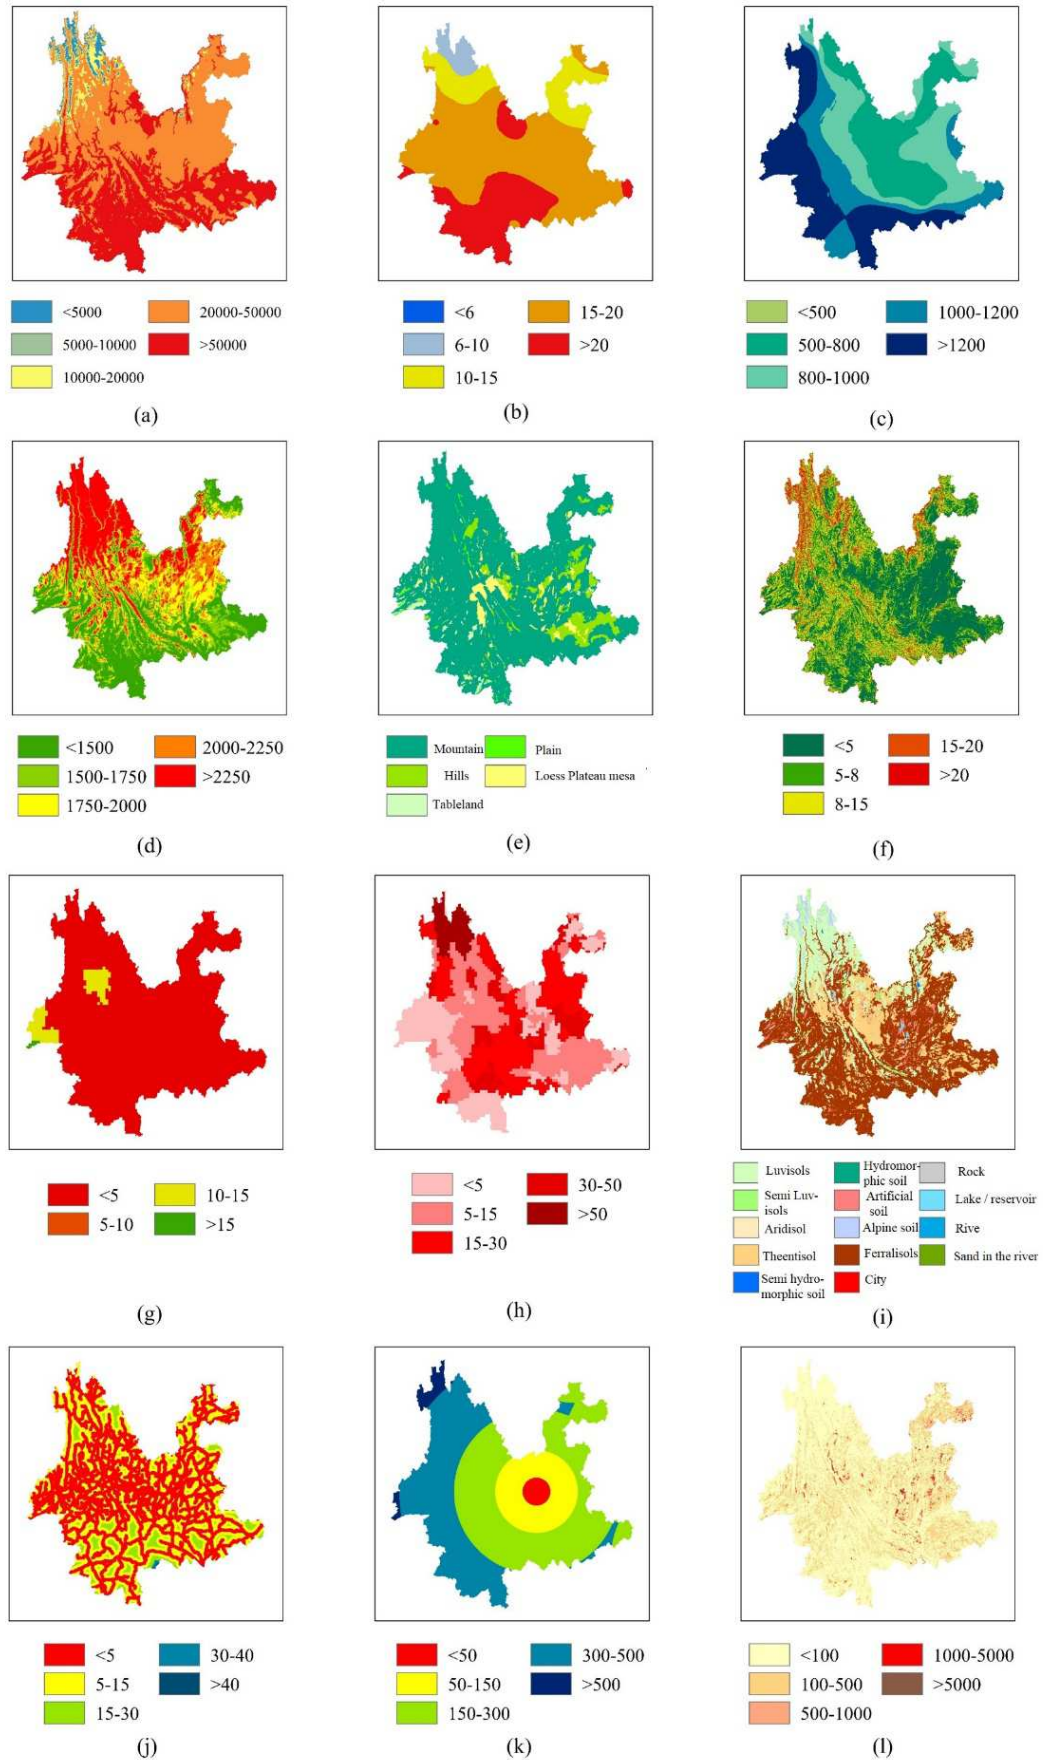 <5000 20000-50000
5000-10000 >50000
10000-20000
(a)
<6 15-20
6-10 >20
10-15
(b)
<500 1000-1200
500-800 >1200
800-1000
(c)
<1500 2000-2250
1500-1750 >2250
1750-2000
(d)
Mountain Plain
Hills Loess Plateau mesa
Tableland
(e)
<5 15-20
5-8 >20
8-15
(f)
<5 10-15
5-10 >15
(g)
<5 30-50
5-15 >50
15-30
(h)
Luvisols Hydromor- Rock
phic soil
Semi Luv- Artificial Lake / reservoir
isols soil
Aridisol Alpine soil Rive
Theentisol Ferralisols Sand in the river
Semi hydro- City
morphic soil
(i)
<5 30-40
5-15 >40
15-30
(j)
<50 300-500
50-150 >500
150-300
(k)
<100 1000-5000
100-500 >5000
500-1000
(l)